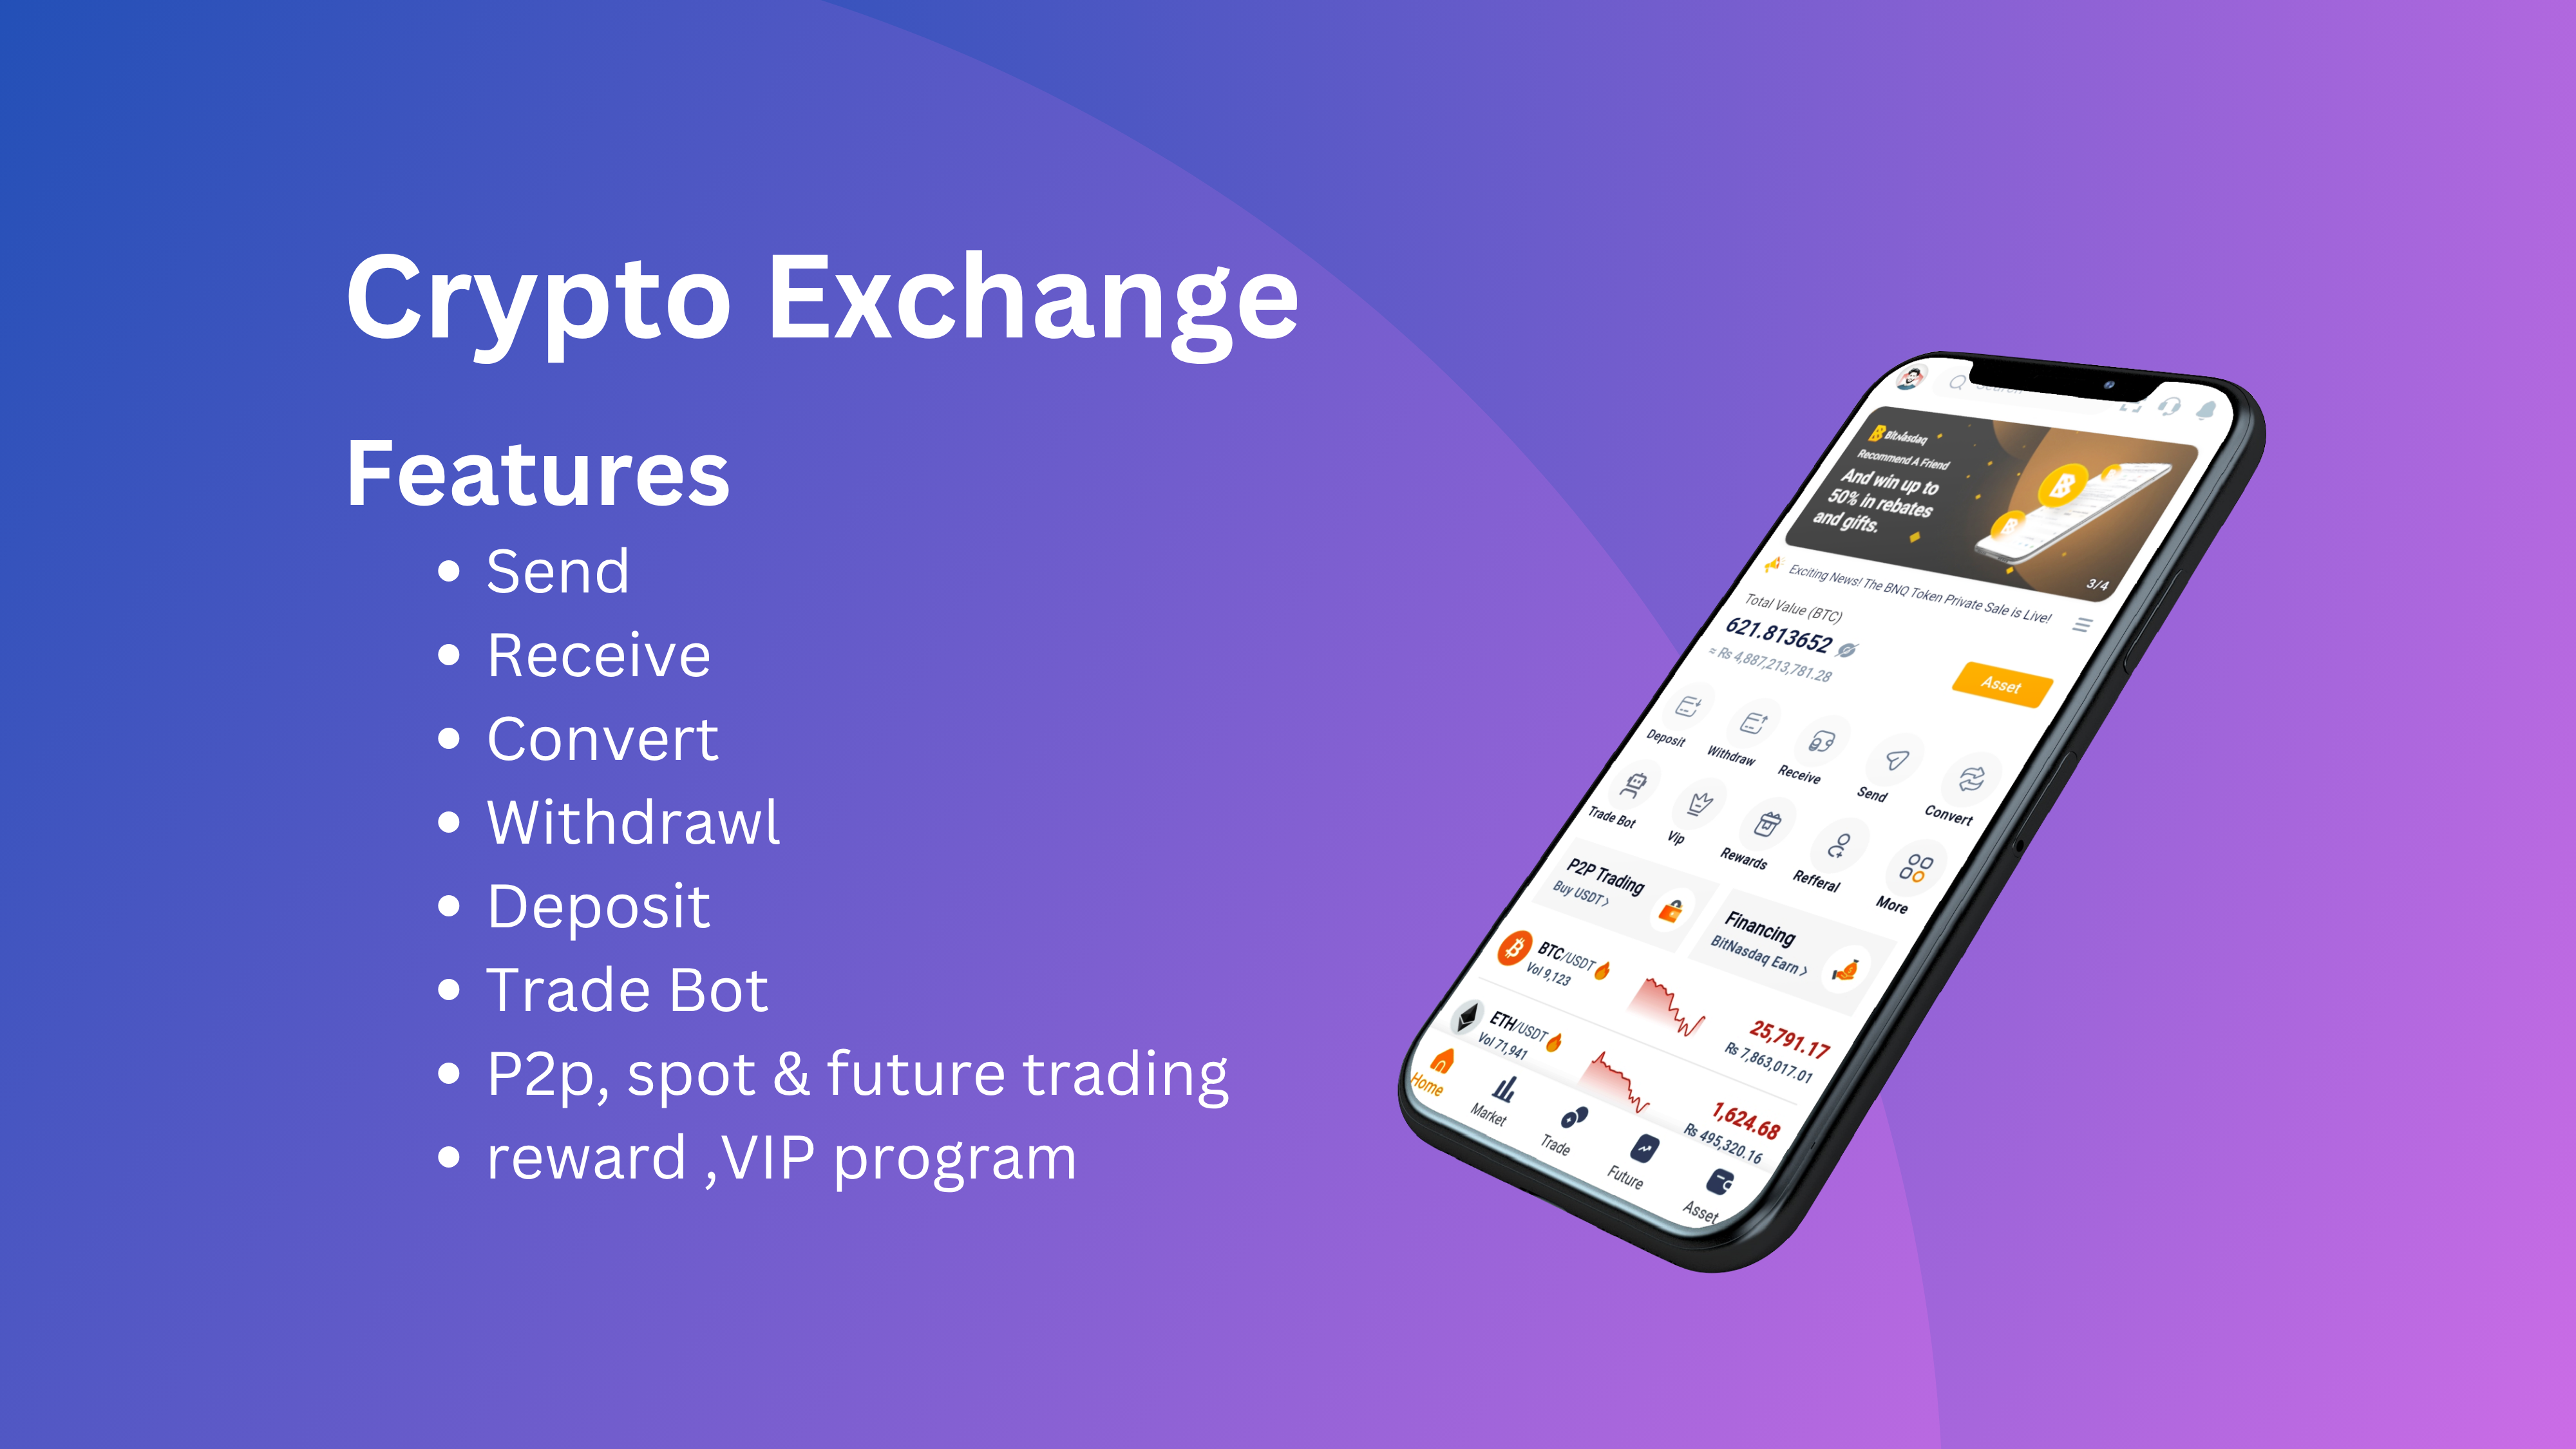 Crypto Exchange
Features
Send
Receive
Convert
Withdrawl
Deposit
Trade Bot
P2p, spot & future trading
reward ,VIP program
BitNasdaq
Recommend A Friend
And win up to
50% in rebates
and gifts.
3/4
Exciting News! The BNQ Token Private Sale is Live!
Total Value (BTC)
621.813652
≈ Rs 4,887,213,781.28
Asset
Deposit Withdraw Receive Send Convert
Trade Bot Vip Rewards Refferal More
P2P Trading
Buy USDT
Financing
BitNasdaq Earn
BTC/USDT
Vol 9,123
25,791.17
Rs 7,863,017.01
ETH/USDT
Vol 71,941
1,624.68
Rs 495,320.16
Home Market Trade Future Asset